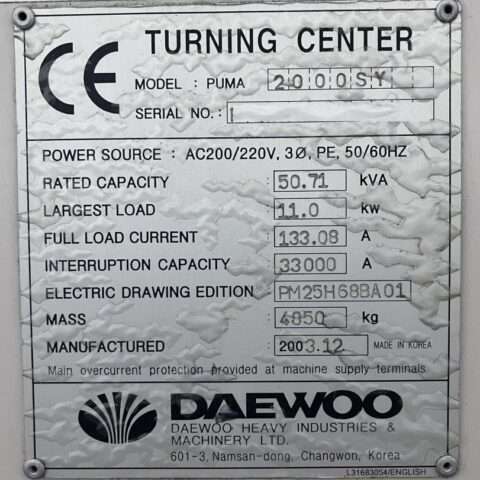 CE
TURNING CENTER
MODEL : PUMA 2000SY
SERIAL NO. :
POWER SOURCE : AC200/220V, 3Ø, PE, 50/60HZ
RATED CAPACITY : 50.71 kVA
LARGEST LOAD : 11.0 kw
FULL LOAD CURRENT : 133.08 A
INTERRUPTION CAPACITY : 33000 A
ELECTRIC DRAWING EDITION : PM25H68BA01
MASS : 4850 kg
MANUFACTURED : 2003.12 MADE IN KOREA
Main overcurrent protection provided at machine supply terminals
DAEWOO
DAEWOO HEAVY INDUSTRIES &
MACHINERY LTD.
601-3, Namsan-dong, Changwon, Korea
L31683054/ENGLISH